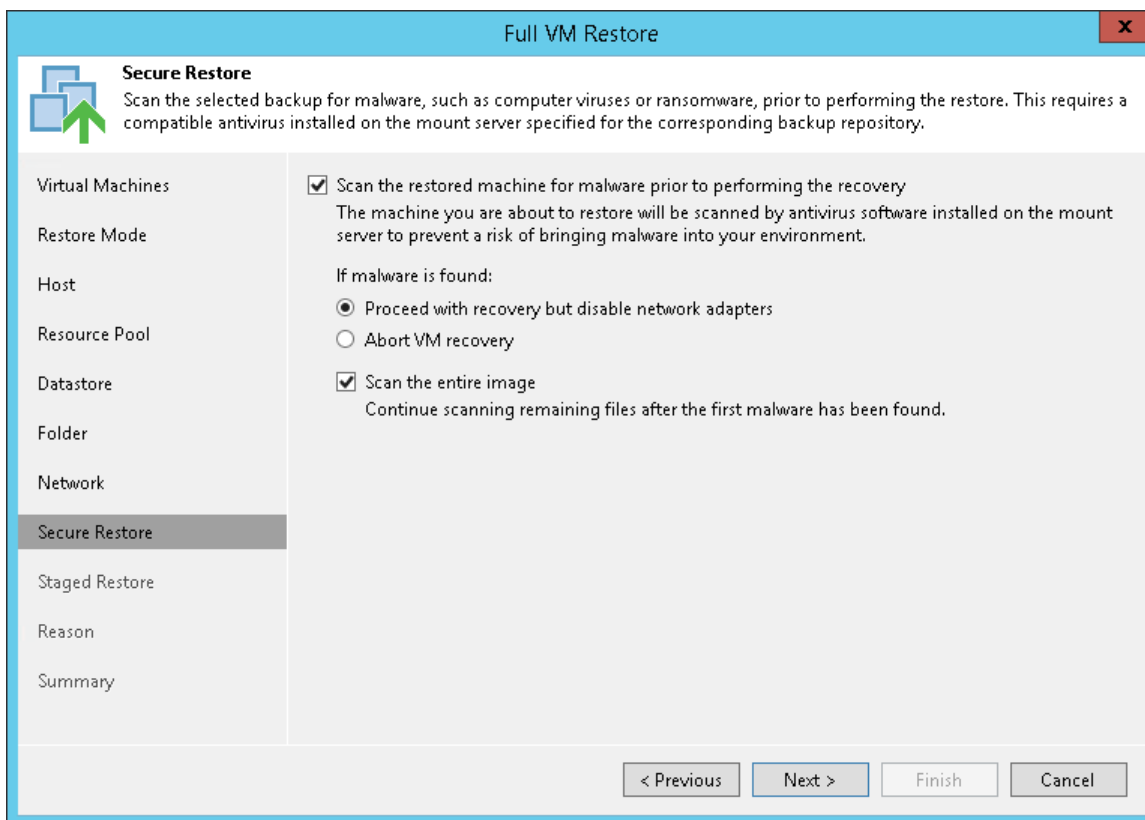 Full VM Restore
x
Secure Restore
Scan the selected backup for malware, such as computer viruses or ransomware, prior to performing the restore. This requires a
compatible antivirus installed on the mount server specified for the corresponding backup repository.
Virtual Machines
Restore Mode
Host
Resource Pool
Datastore
Folder
Network
Secure Restore
Staged Restore
Reason
Summary
Scan the restored machine for malware prior to performing the recovery
The machine you are about to restore will be scanned by antivirus software installed on the mount
server to prevent a risk of bringing malware into your environment.
If malware is found:
Proceed with recovery but disable network adapters
Abort VM recovery
Scan the entire image
Continue scanning remaining files after the first malware has been found.
< Previous
Next >
Finish
Cancel